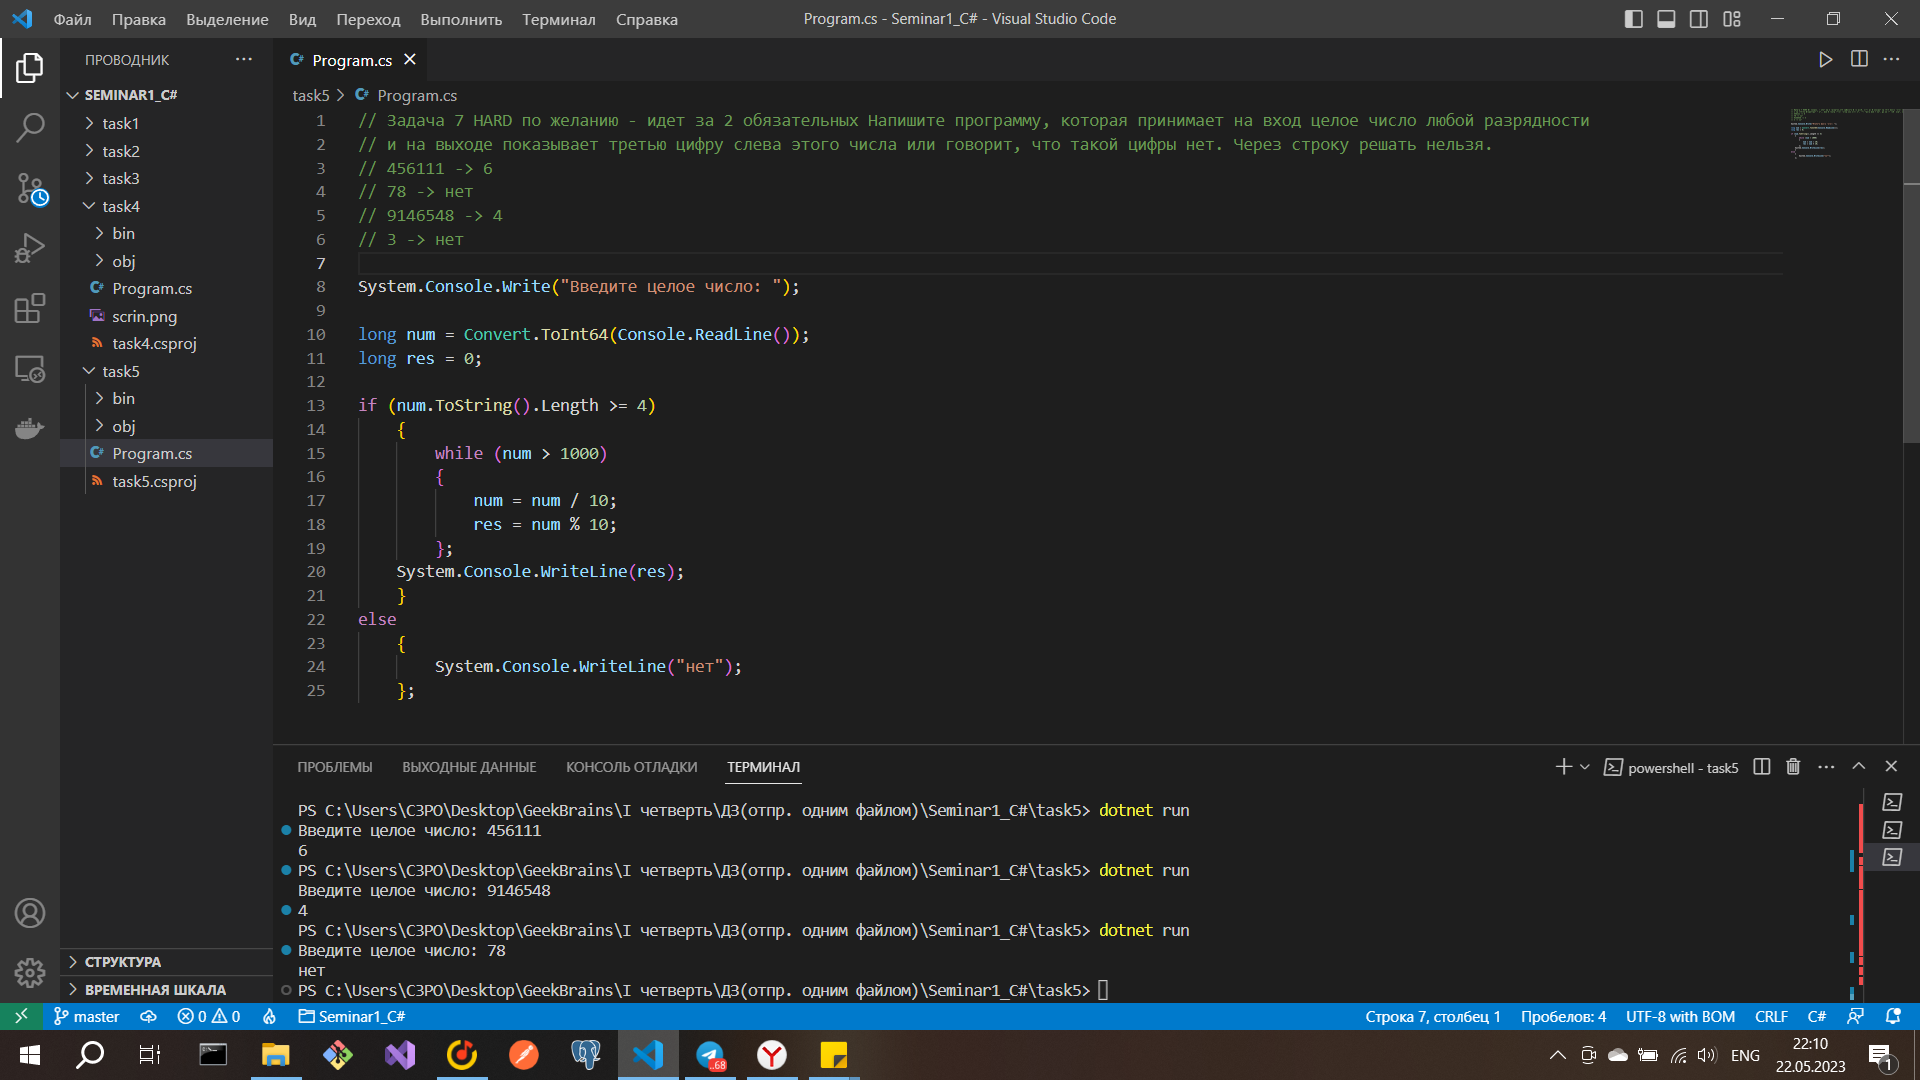 Файл Правка Выделение Вид Переход Выполнить Терминал Справка
Program.cs - Seminar1_C# - Visual Studio Code
ПРОВОДНИК
SEMINAR1_C#
task1
task2
task3
task4
bin
obj
Program.cs
scrin.png
task4.csproj
task5
bin
obj
Program.cs
task5.csproj
СТРУКТУРА
ВРЕМЕННАЯ ШКАЛА
Program.cs
task5 > Program.cs
1 // Задача 7 HARD по желанию - идет за 2 обязательных Напишите программу, которая принимает на вход целое число любой разрядности
2 // и на выходе показывает третью цифру слева этого числа или говорит, что такой цифры нет. Через строку решать нельзя.
3 // 456111 -> 6
4 // 78 -> нет
5 // 9146548 -> 4
6 // 3 -> нет
7
8 System.Console.Write("Введите целое число: ");
9
10 long num = Convert.ToInt64(Console.ReadLine());
11 long res = 0;
12
13 if (num.ToString().Length >= 4)
14 {
15 while (num > 1000)
16 {
17 num = num / 10;
18 res = num % 10;
19 };
20 System.Console.WriteLine(res);
21 }
22 else
23 {
24 System.Console.WriteLine("нет");
25 };
ПРОБЛЕМЫ ВЫХОДНЫЕ ДАННЫЕ КОНСОЛЬ ОТЛАДКИ ТЕРМИНАЛ
powershell - task5
PS C:\Users\C3PO\Desktop\GeekBrains\I четверть\ДЗ(отпр. одним файлом)\Seminar1_C#\task5> dotnet run
Введите целое число: 456111
6
PS C:\Users\C3PO\Desktop\GeekBrains\I четверть\ДЗ(отпр. одним файлом)\Seminar1_C#\task5> dotnet run
Введите целое число: 9146548
4
PS C:\Users\C3PO\Desktop\GeekBrains\I четверть\ДЗ(отпр. одним файлом)\Seminar1_C#\task5> dotnet run
Введите целое число: 78
нет
PS C:\Users\C3PO\Desktop\GeekBrains\I четверть\ДЗ(отпр. одним файлом)\Seminar1_C#\task5>
master 0 0 Seminar1_C#
Строка 7, столбец 1 Пробелов: 4 UTF-8 with BOM CRLF C#
..68
ENG
22:10
22.05.2023
1